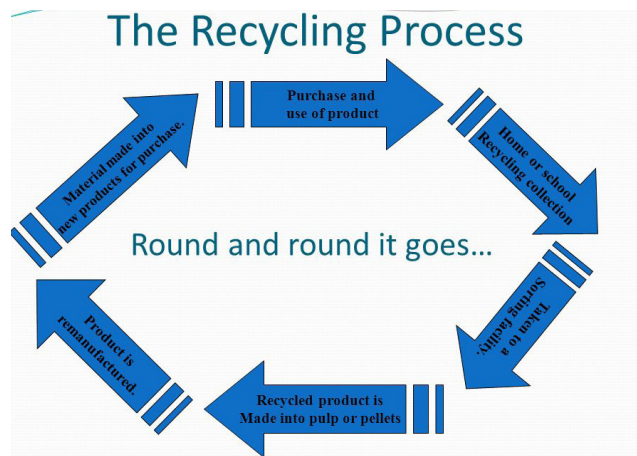 The Recycling Process
Purchase and
use of product
Home or school
Recycling collection
Taken to a
Sorting facility.
Recycled product is
Made into pulp or pellets
Product is
remanufactured.
Material made into
new products for purchase.
Round and round it goes...